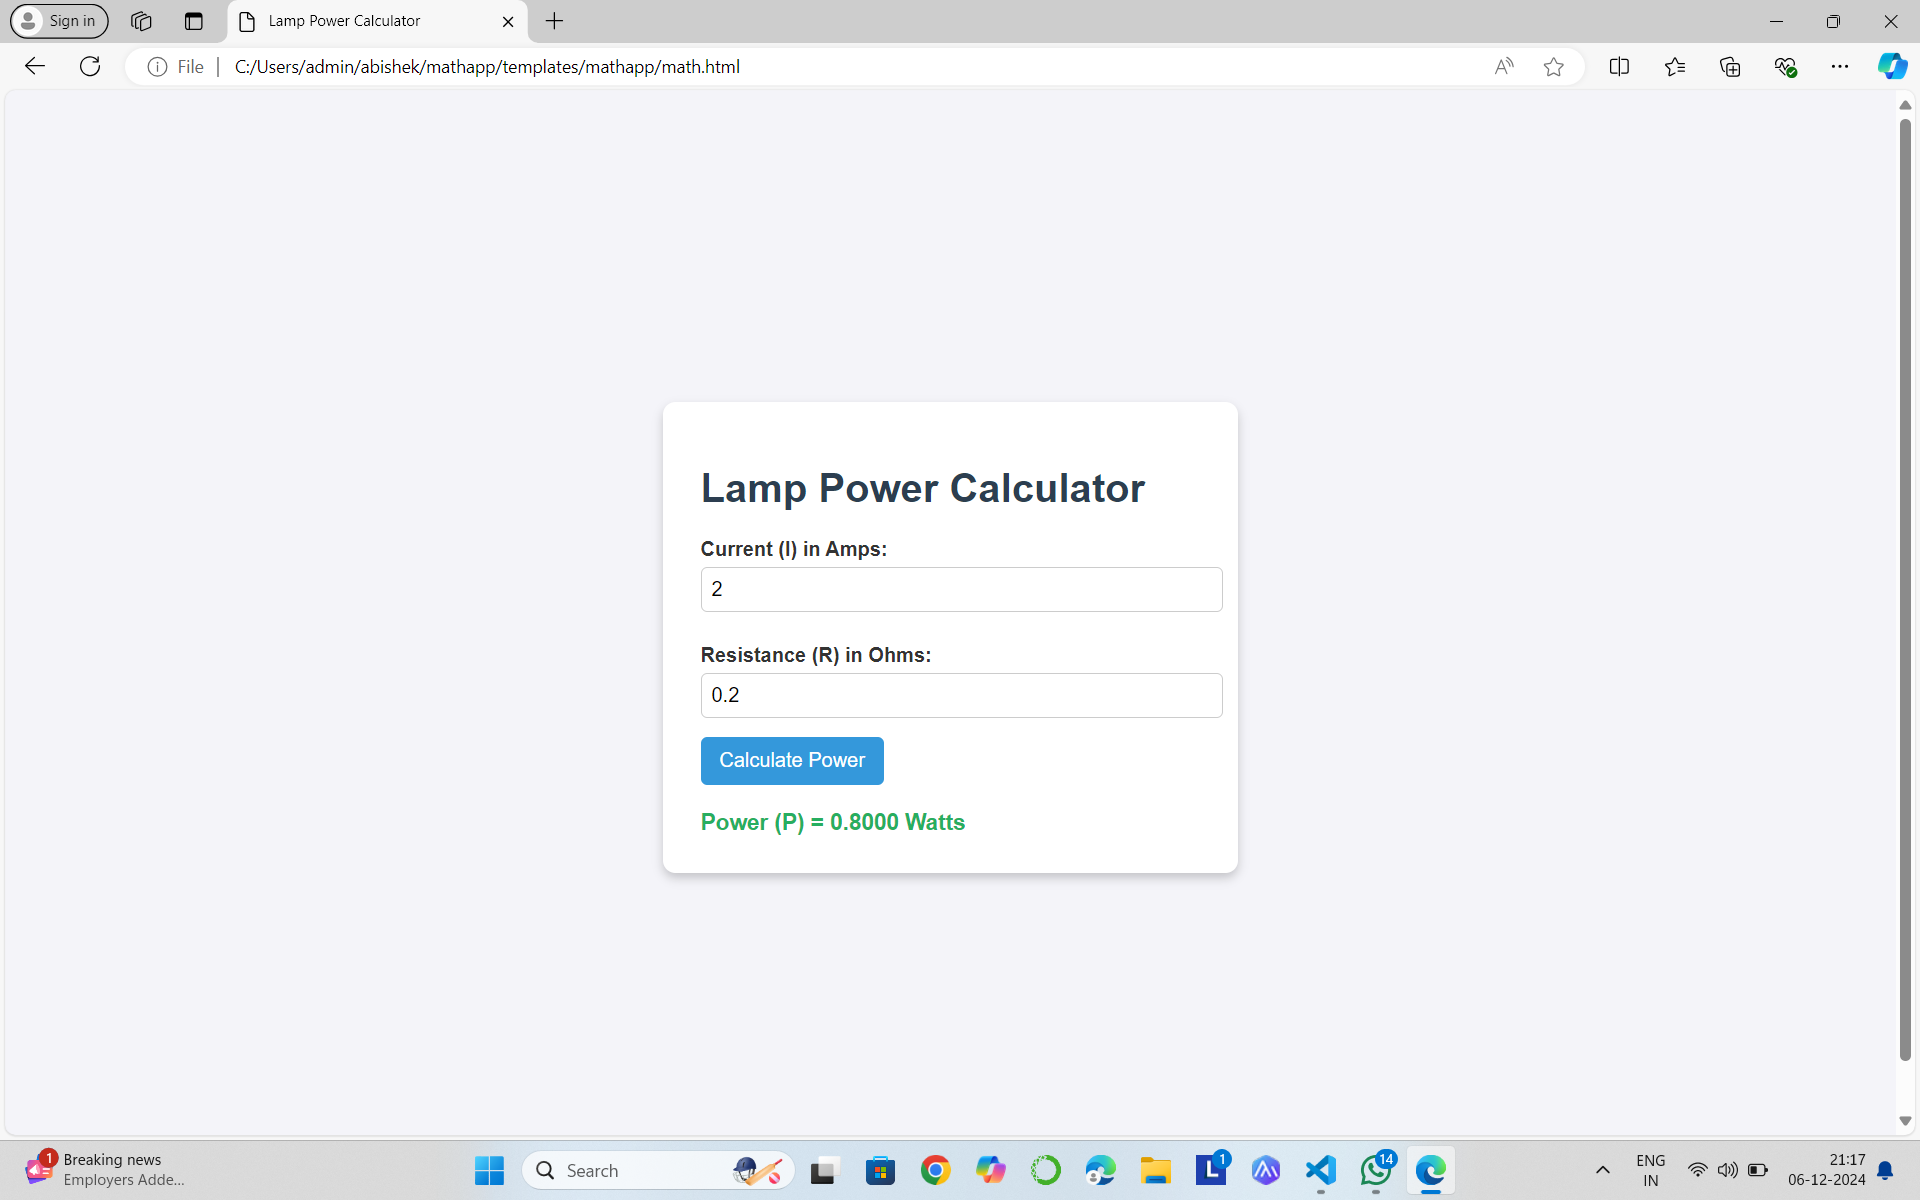 Sign in
Lamp Power Calculator
File
C:/Users/admin/abishek/mathapp/templates/mathapp/math.html
Lamp Power Calculator
Current (I) in Amps:
2
Resistance (R) in Ohms:
0.2
Calculate Power
Power (P) = 0.8000 Watts
1
Breaking news
Employers Adde...
Search
1
14
ENG
IN
21:17
06-12-2024